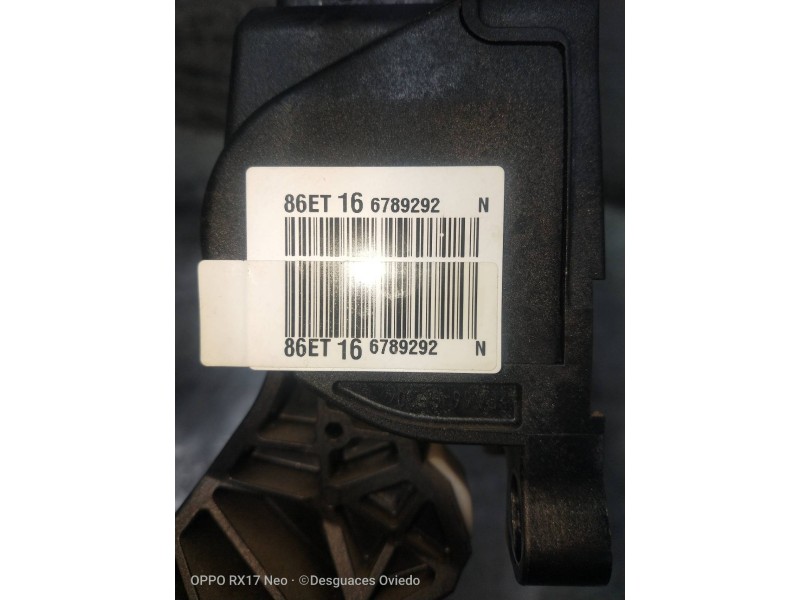 86ET 16 6789292 N
86ET 16 6789292 N
OPPO RX17 Neo · ©Desguaces Oviedo